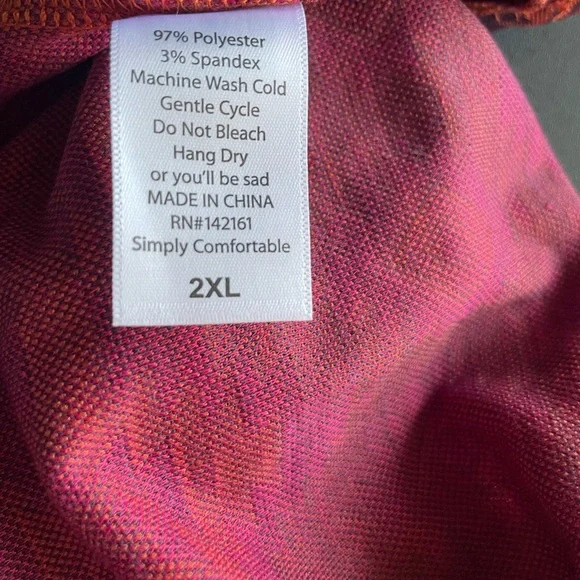 97% Polyester
3% Spandex
Machine Wash Cold
Gentle Cycle
Do Not Bleach
Hang Dry
or you'll be sad
MADE IN CHINA
RN#142161
Simply Comfortable
2XL